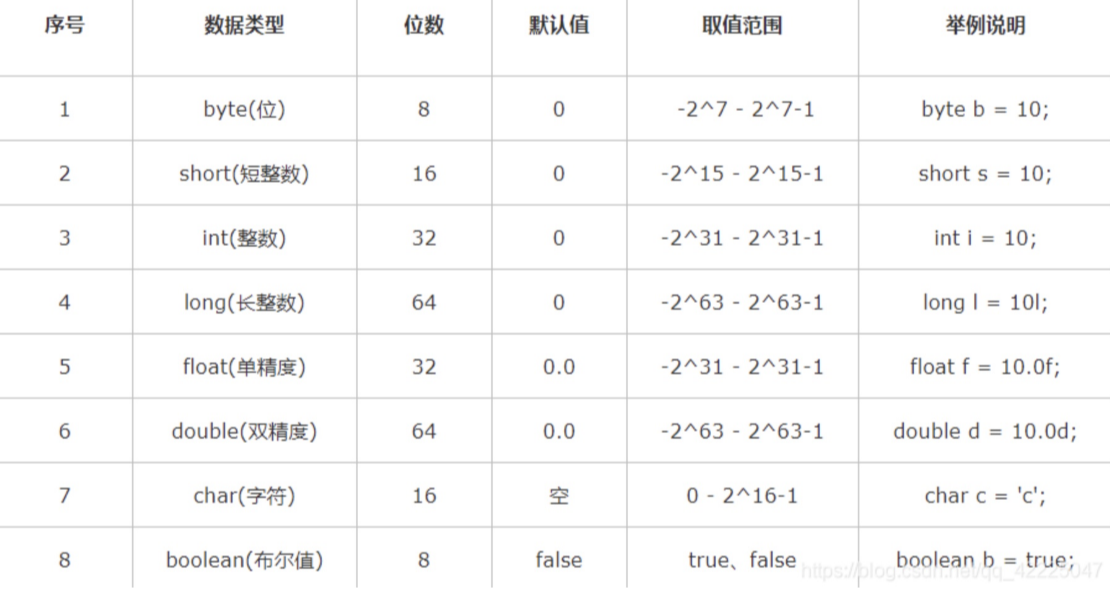 序号 数据类型 位数 默认值 取值范围 举例说明
1 byte(位) 8 0 -2^7 - 2^7-1 byte b = 10;
2 short(短整数) 16 0 -2^15 - 2^15-1 short s = 10;
3 int(整数) 32 0 -2^31 - 2^31-1 int i = 10;
4 long(长整数) 64 0 -2^63 - 2^63-1 long l = 10l;
5 float(单精度) 32 0.0 -2^31 - 2^31-1 float f = 10.0f;
6 double(双精度) 64 0.0 -2^63 - 2^63-1 double d = 10.0d;
7 char(字符) 16 空 0 - 2^16-1 char c = 'c';
8 boolean(布尔值) 8 false true、false boolean b = true;
https://blog.csdn.net/qq_42225047